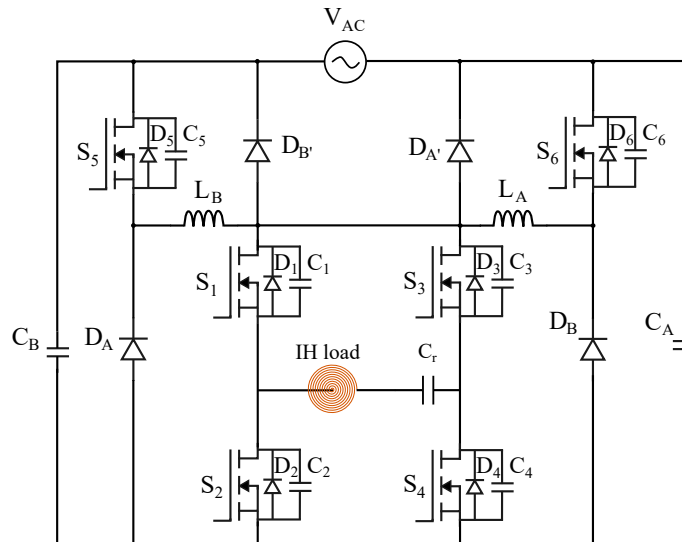 V_AC
S_5
D_5
C_5
D_B'
D_A'
S_6
D_6
C_6
L_B
L_A
S_1
D_1
C_1
S_3
D_3
C_3
C_B
D_A
D_B
C_A
IH load
C_r
S_2
D_2
C_2
S_4
D_4
C_4